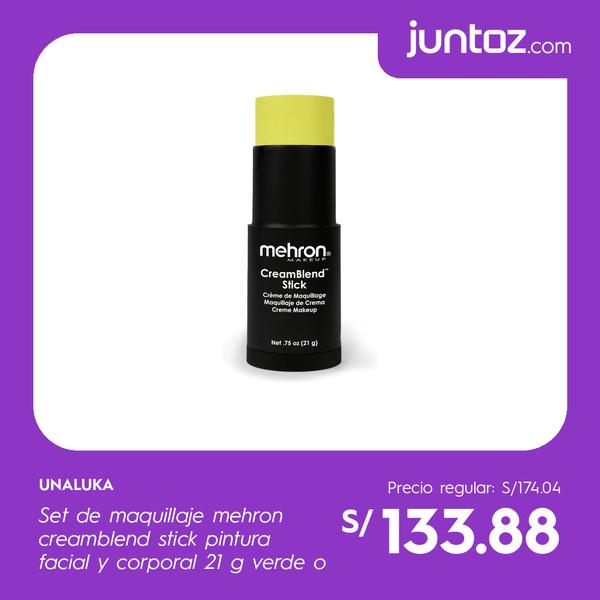 juntoz.com
mehron®
MAKEUP
CreamBlend™
Stick
Crème de Maquillage
Maquillaje de Crema
Creme Makeup
Net .75 oz (21 g)
UNALUKA
Set de maquillaje mehron
creamblend stick pintura
facial y corporal 21 g verde o
Precio regular: S/174.04
S/133.88